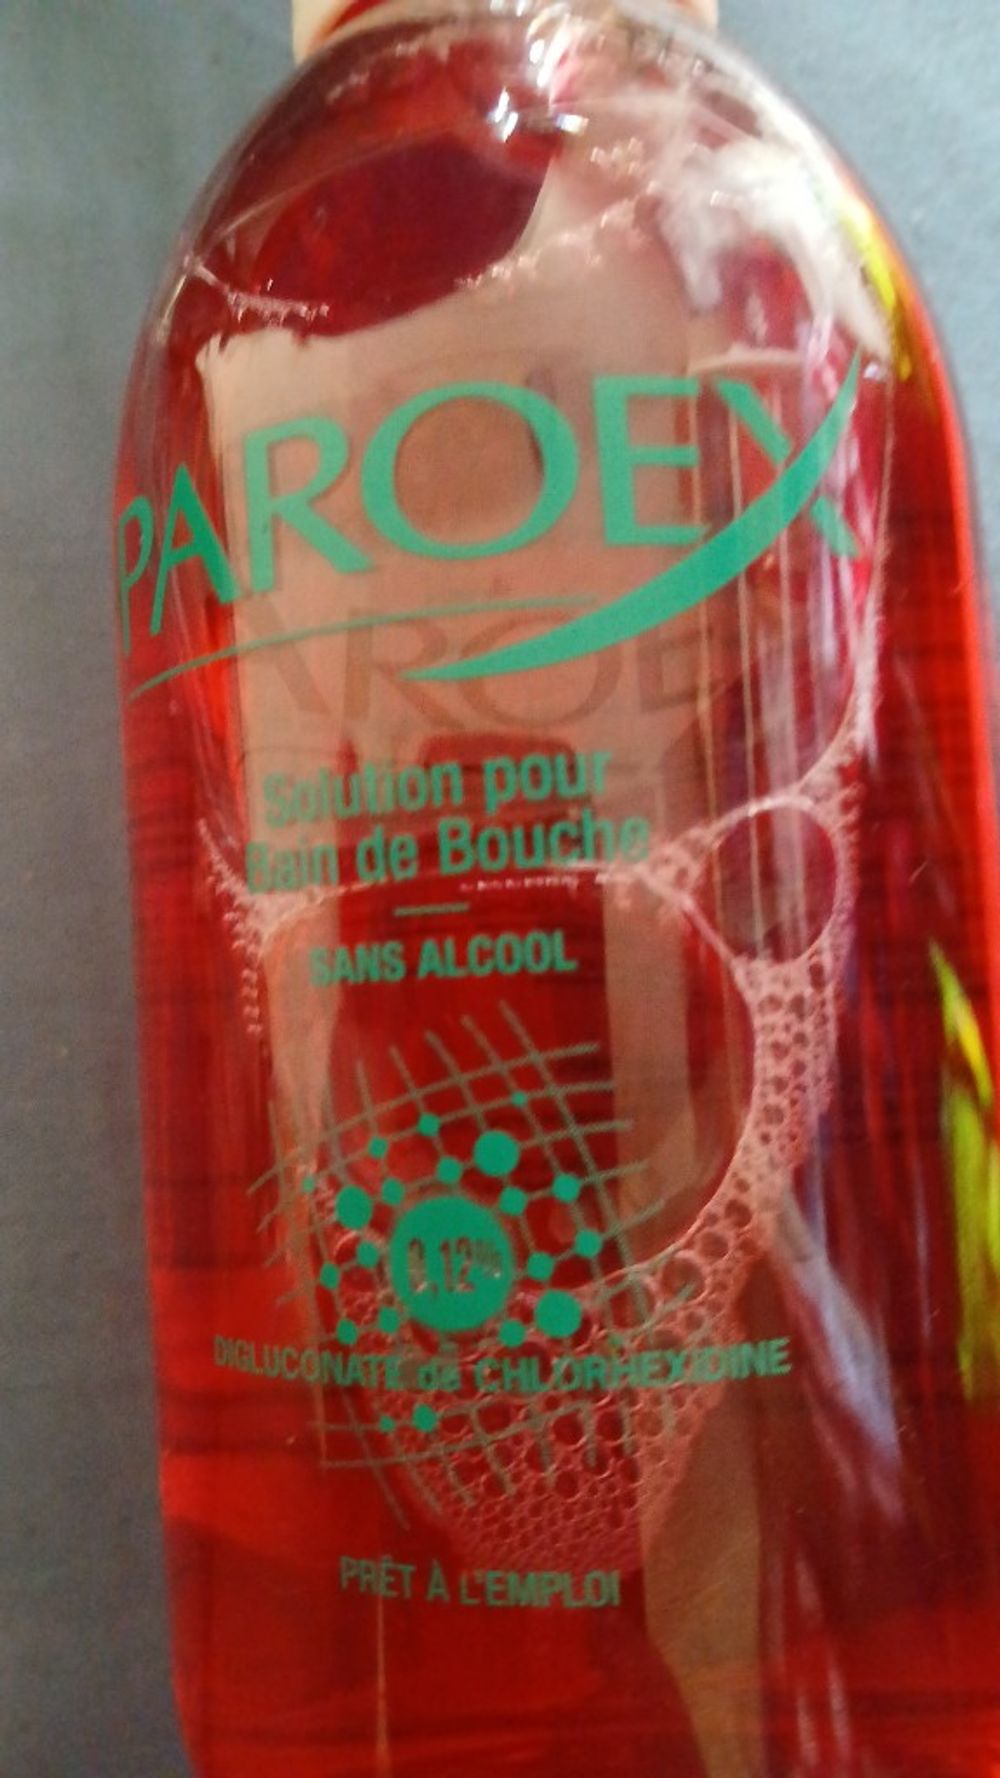 PAROEX
Solution pour
Bain de Bouche
SANS ALCOOL
0,12%
DIGLUCONATE de CHLORHEXIDINE
PRÊT À L'EMPLOI